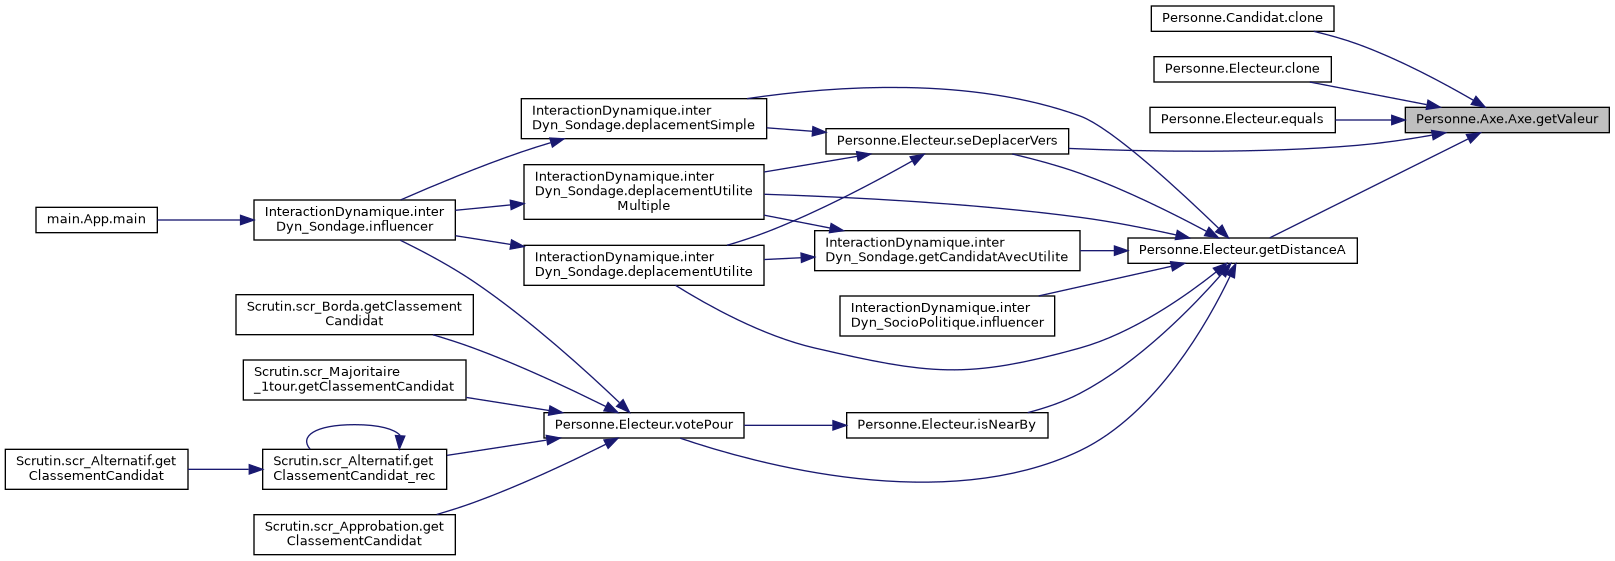 Personne.Candidat.clone
Personne.Electeur.clone
Personne.Electeur.equals
Personne.Axe.Axe.getValeur
InteractionDynamique.inter
Dyn_Sondage.deplacementSimple
Personne.Electeur.seDeplacerVers
InteractionDynamique.inter
Dyn_Sondage.deplacementUtilite
Multiple
main.App.main
InteractionDynamique.inter
Dyn_Sondage.influencer
InteractionDynamique.inter
Dyn_Sondage.deplacementUtilite
InteractionDynamique.inter
Dyn_Sondage.getCandidatAvecUtilite
Personne.Electeur.getDistanceA
InteractionDynamique.inter
Dyn_SocioPolitique.influencer
Scrutin.scr_Borda.getClassement
Candidat
Scrutin.scr_Majoritaire
_1tour.getClassementCandidat
Personne.Electeur.votePour
Personne.Electeur.isNearBy
Scrutin.scr_Alternatif.get
ClassementCandidat
Scrutin.scr_Alternatif.get
ClassementCandidat_rec
Scrutin.scr_Approbation.get
ClassementCandidat